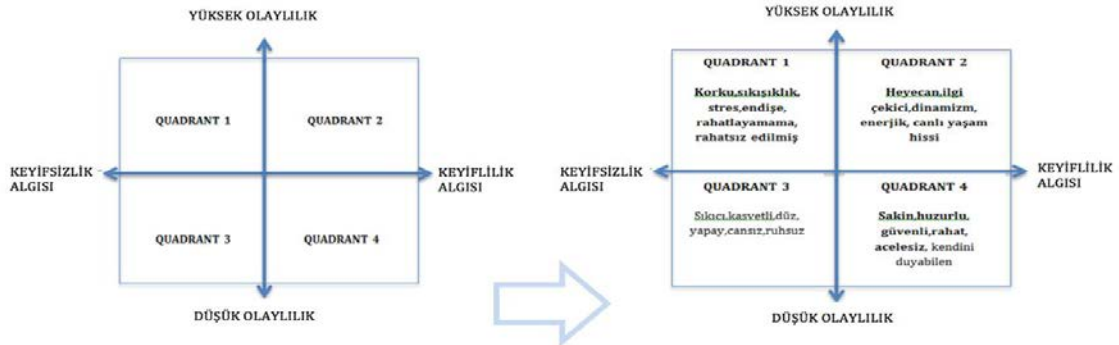 YÜKSEK OLAYLILIK
QUADRANT 1
QUADRANT 2
KEYİFSİZLİK
ALGISI
KEYİFLİLİK
ALGISI
QUADRANT 3
QUADRANT 4
DÜŞÜK OLAYLILIK
YÜKSEK OLAYLILIK
QUADRANT 1
Korku,sıkışıklık,
stres,endişe,
rahatlayamama,
rahatsız edilmiş
QUADRANT 2
Heyecan,ilgi
çekici,dinamizm,
enerjik, canlı yaşam
hissi
KEYİFSİZLİK
ALGISI
KEYİFLİLİK
ALGISI
QUADRANT 3
Sıkıcı,kasvetli,düz,
yapay,cansız,ruhsuz
QUADRANT 4
Sakin,huzurlu,
güvenli,rahat,
acelesiz, kendini
duyabilen
DÜŞÜK OLAYLILIK